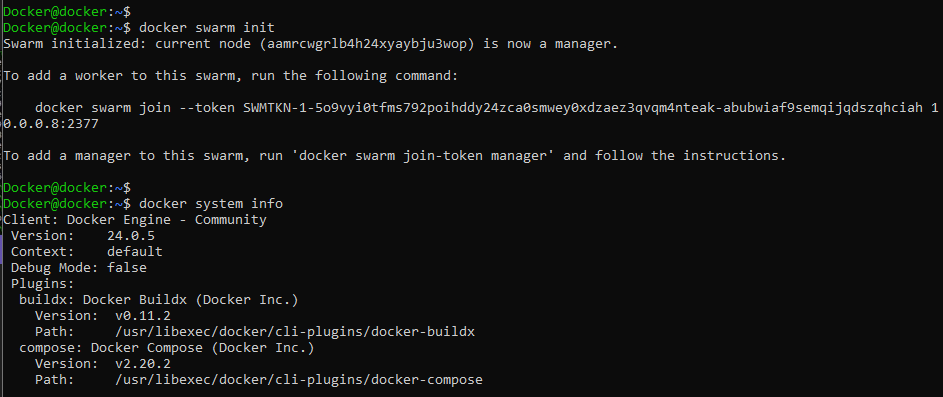 Docker@docker:~$
Docker@docker:~$ docker swarm init
Swarm initialized: current node (aamrcwgrlb4h24xyaybju3wop) is now a manager.
To add a worker to this swarm, run the following command:
docker swarm join --token SWMTKN-1-5o9vyi0tfms792poihddy24zca0smwey0xdzaez3qvqm4nteak-abubwiaf9semqijqdszqhciah 1
0.0.0.8:2377
To add a manager to this swarm, run 'docker swarm join-token manager' and follow the instructions.
Docker@docker:~$
Docker@docker:~$ docker system info
Client: Docker Engine - Community
Version:    24.0.5
Context:    default
Debug Mode: false
Plugins:
buildx: Docker Buildx (Docker Inc.)
Version:  v0.11.2
Path:     /usr/libexec/docker/cli-plugins/docker-buildx
compose: Docker Compose (Docker Inc.)
Version:  v2.20.2
Path:     /usr/libexec/docker/cli-plugins/docker-compose